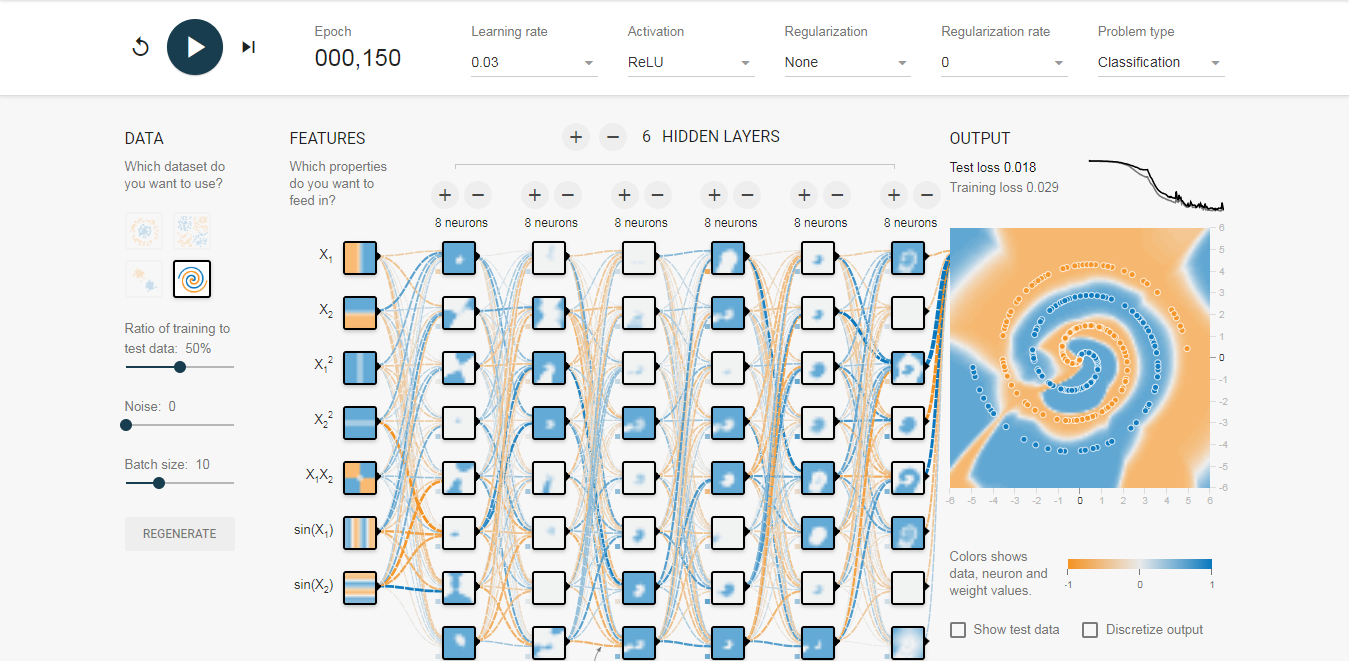 Epoch
000,150
Learning rate
0.03
Activation
ReLU
Regularization
None
Regularization rate
0
Problem type
Classification
DATA
Which dataset do
you want to use?
Ratio of training to
test data: 50%
Noise: 0
Batch size: 10
REGENERATE
FEATURES
Which properties
do you want to
feed in?
X1
X2
X1²
X2²
X1X2
sin(X1)
sin(X2)
+ − 6 HIDDEN LAYERS
+ − + − + − + − + − + −
8 neurons 8 neurons 8 neurons 8 neurons 8 neurons 8 neurons
OUTPUT
Test loss 0.018
Training loss 0.029
6
5
4
3
2
1
0
-1
-2
-3
-4
-5
-6
-6 -5 -4 -3 -2 -1 0 1 2 3 4 5 6
Colors shows
data, neuron and
weight values.
-1 0 1
Show test data
Discretize output